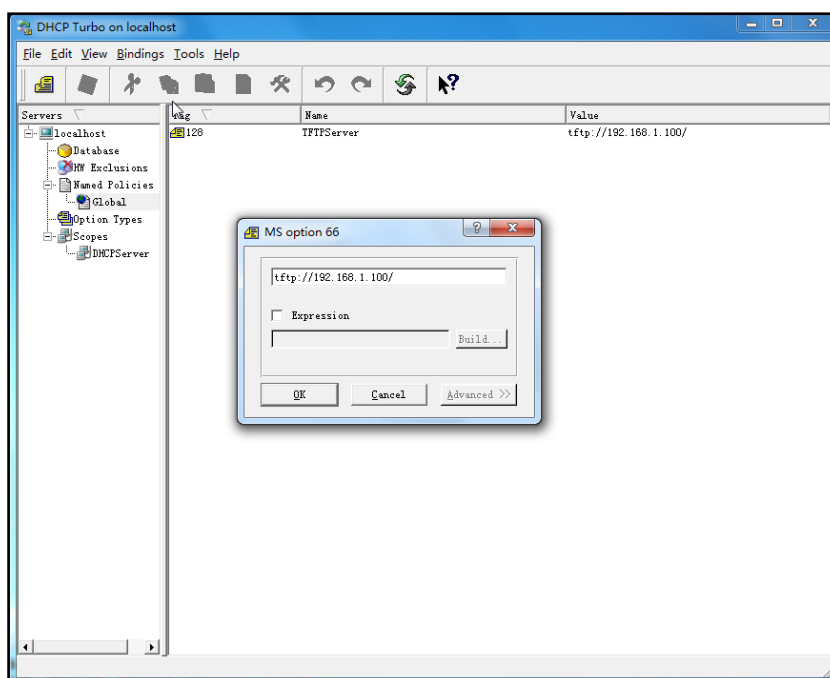 DHCP Turbo on localhost
File Edit View Bindings Tools Help
Servers
Name Value
localhost
128 TFTPServer tftp://192.168.1.100/
Database
HW Exclusions
Named Policies
Global
Option Types
Scopes
DHCPServer
MS option 66
tftp://192.168.1.100/
Expression
Build...
OK Cancel Advanced >>